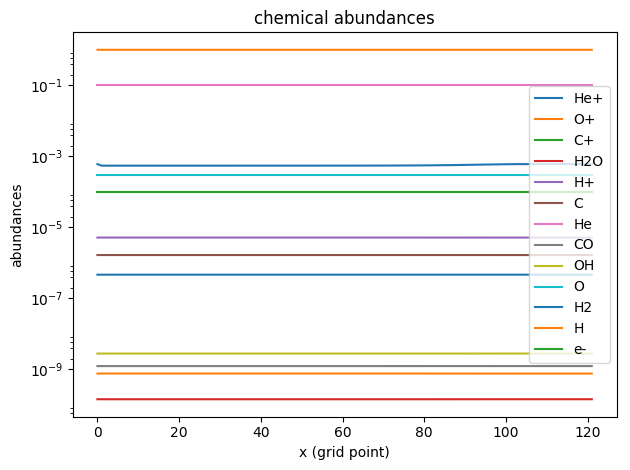 chemical abundances
abundances
10⁻¹
10⁻³
10⁻⁵
10⁻⁷
10⁻⁹
He+
O+
C+
H2O
H+
C
He
CO
OH
O
H2
H
e-
0 20 40 60 80 100 120
x (grid point)